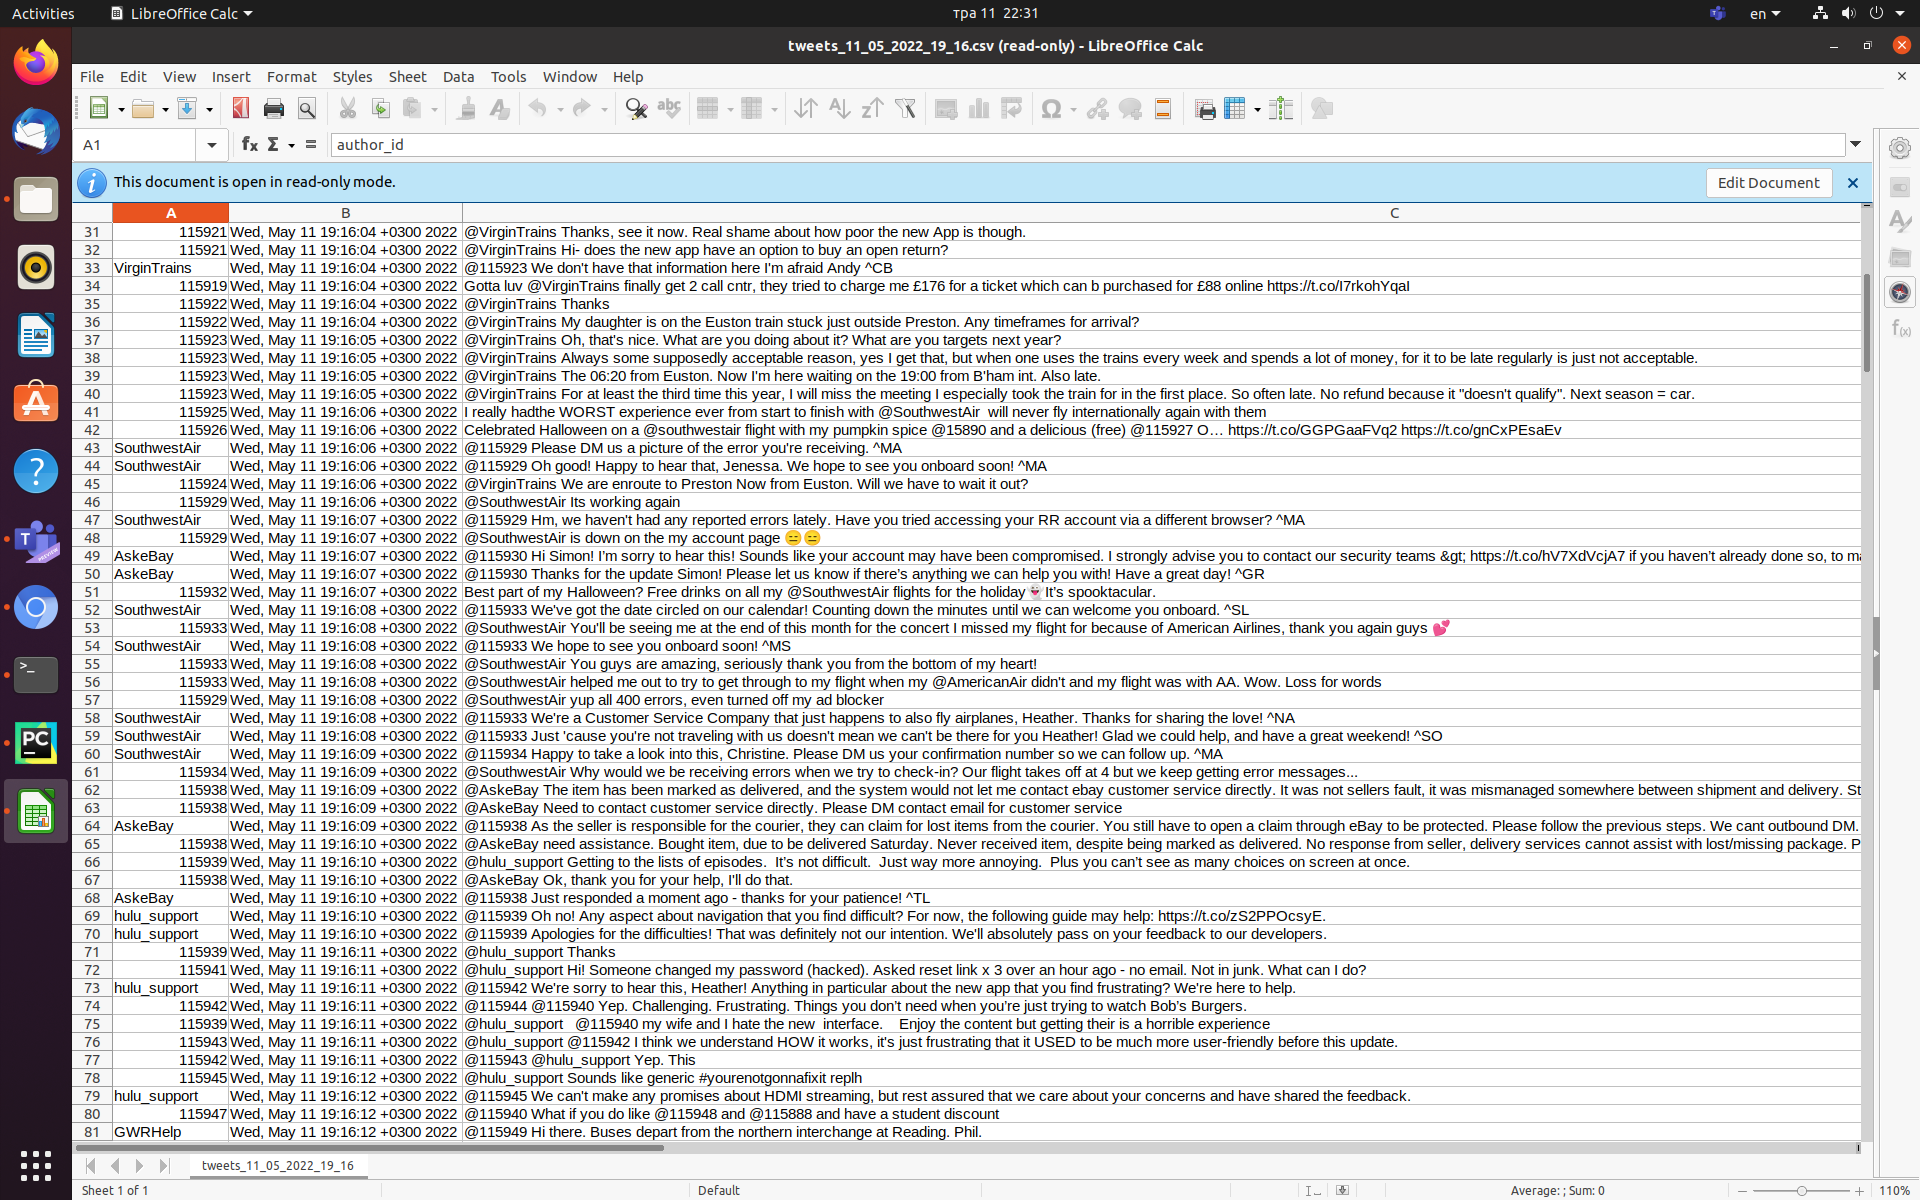 Activities LibreOffice Calc тра 11 22:31 en
tweets_11_05_2022_19_16.csv (read-only) - LibreOffice Calc
File Edit View Insert Format Styles Sheet Data Tools Window Help
A1 author_id
This document is open in read-only mode. Edit Document
A B C
31 115921 Wed, May 11 19:16:04 +0300 2022 @VirginTrains Thanks, see it now. Real shame about how poor the new App is though.
32 115921 Wed, May 11 19:16:04 +0300 2022 @VirginTrains Hi- does the new app have an option to buy an open return?
33 VirginTrains Wed, May 11 19:16:04 +0300 2022 @115923 We don't have that information here I'm afraid Andy ^CB
34 115919 Wed, May 11 19:16:04 +0300 2022 Gotta luv @VirginTrains finally get 2 call cntr, they tried to charge me £176 for a ticket which can b purchased for £88 online https://t.co/I7rkohYqaI
35 115922 Wed, May 11 19:16:04 +0300 2022 @VirginTrains Thanks
36 115922 Wed, May 11 19:16:04 +0300 2022 @VirginTrains My daughter is on the Euston train stuck just outside Preston. Any timeframes for arrival?
37 115923 Wed, May 11 19:16:05 +0300 2022 @VirginTrains Oh, that's nice. What are you doing about it? What are you targets next year?
38 115923 Wed, May 11 19:16:05 +0300 2022 @VirginTrains Always some supposedly acceptable reason, yes I get that, but when one uses the trains every week and spends a lot of money, for it to be late regularly is just not acceptable.
39 115923 Wed, May 11 19:16:05 +0300 2022 @VirginTrains The 06:20 from Euston. Now I'm here waiting on the 19:00 from B'ham int. Also late.
40 115923 Wed, May 11 19:16:05 +0300 2022 @VirginTrains For at least the third time this year, I will miss the meeting I especially took the train for in the first place. So often late. No refund because it "doesn't qualify". Next season = car.
41 115925 Wed, May 11 19:16:06 +0300 2022 I really hadthe WORST experience ever from start to finish with @SouthwestAir  will never fly internationally again with them
42 115926 Wed, May 11 19:16:06 +0300 2022 Celebrated Halloween on a @southwestair flight with my pumpkin spice @15890 and a delicious (free) @115927 O… https://t.co/GGPGaaFVq2 https://t.co/gnCxPEsaEv
43 SouthwestAir Wed, May 11 19:16:06 +0300 2022 @115929 Please DM us a picture of the error you're receiving. ^MA
44 SouthwestAir Wed, May 11 19:16:06 +0300 2022 @115929 Oh good! Happy to hear that, Jenessa. We hope to see you onboard soon! ^MA
45 115924 Wed, May 11 19:16:06 +0300 2022 @VirginTrains We are enroute to Preston Now from Euston. Will we have to wait it out?
46 115929 Wed, May 11 19:16:06 +0300 2022 @SouthwestAir Its working again
47 SouthwestAir Wed, May 11 19:16:07 +0300 2022 @115929 Hm, we haven't had any reported errors lately. Have you tried accessing your RR account via a different browser? ^MA
48 115929 Wed, May 11 19:16:07 +0300 2022 @SouthwestAir is down on the my account page 😑😑
49 AskeBay Wed, May 11 19:16:07 +0300 2022 @115930 Hi Simon! I’m sorry to hear this! Sounds like your account may have been compromised. I strongly advise you to contact our security teams &gt; https://t.co/hV7XdVcjA7 if you haven’t already done so, to ma
50 AskeBay Wed, May 11 19:16:07 +0300 2022 @115930 Thanks for the update Simon! Please let us know if there’s anything we can help you with! Have a great day! ^GR
51 115932 Wed, May 11 19:16:07 +0300 2022 Best part of my Halloween? Free drinks on all my @SouthwestAir flights for the holiday👻It’s spooktacular.
52 SouthwestAir Wed, May 11 19:16:08 +0300 2022 @115933 We've got the date circled on our calendar! Counting down the minutes until we can welcome you onboard. ^SL
53 115933 Wed, May 11 19:16:08 +0300 2022 @SouthwestAir You'll be seeing me at the end of this month for the concert I missed my flight for because of American Airlines, thank you again guys 💕
54 SouthwestAir Wed, May 11 19:16:08 +0300 2022 @115933 We hope to see you onboard soon! ^MS
55 115933 Wed, May 11 19:16:08 +0300 2022 @SouthwestAir You guys are amazing, seriously thank you from the bottom of my heart!
56 115933 Wed, May 11 19:16:08 +0300 2022 @SouthwestAir helped me out to try to get through to my flight when my @AmericanAir didn't and my flight was with AA. Wow. Loss for words
57 115929 Wed, May 11 19:16:08 +0300 2022 @SouthwestAir yup all 400 errors, even turned off my ad blocker
58 SouthwestAir Wed, May 11 19:16:08 +0300 2022 @115933 We're a Customer Service Company that just happens to also fly airplanes, Heather. Thanks for sharing the love! ^NA
59 SouthwestAir Wed, May 11 19:16:08 +0300 2022 @115933 Just 'cause you're not traveling with us doesn't mean we can't be there for you Heather! Glad we could help, and have a great weekend! ^SO
60 SouthwestAir Wed, May 11 19:16:09 +0300 2022 @115934 Happy to take a look into this, Christine. Please DM us your confirmation number so we can follow up. ^MA
61 115934 Wed, May 11 19:16:09 +0300 2022 @SouthwestAir Why would we be receiving errors when we try to check-in? Our flight takes off at 4 but we keep getting error messages...
62 115938 Wed, May 11 19:16:09 +0300 2022 @AskeBay The item has been marked as delivered, and the system would not let me contact ebay customer service directly. It was not sellers fault, it was mismanaged somewhere between shipment and delivery. St
63 115938 Wed, May 11 19:16:09 +0300 2022 @AskeBay Need to contact customer service directly. Please DM contact email for customer service
64 AskeBay Wed, May 11 19:16:09 +0300 2022 @115938 As the seller is responsible for the courier, they can claim for lost items from the courier. You still have to open a claim through eBay to be protected. Please follow the previous steps. We cant outbound DM.
65 115938 Wed, May 11 19:16:10 +0300 2022 @AskeBay need assistance. Bought item, due to be delivered Saturday. Never received item, despite being marked as delivered. No response from seller, delivery services cannot assist with lost/missing package. P
66 115939 Wed, May 11 19:16:10 +0300 2022 @hulu_support Getting to the lists of episodes.  It’s not difficult.  Just way more annoying.  Plus you can’t see as many choices on screen at once.
67 115938 Wed, May 11 19:16:10 +0300 2022 @AskeBay Ok, thank you for your help, I'll do that.
68 AskeBay Wed, May 11 19:16:10 +0300 2022 @115938 Just responded a moment ago - thanks for your patience! ^TL
69 hulu_support Wed, May 11 19:16:10 +0300 2022 @115939 Oh no! Any aspect about navigation that you find difficult? For now, the following guide may help: https://t.co/zS2PPOcsyE.
70 hulu_support Wed, May 11 19:16:10 +0300 2022 @115939 Apologies for the difficulties! That was definitely not our intention. We'll absolutely pass on your feedback to our developers.
71 115939 Wed, May 11 19:16:11 +0300 2022 @hulu_support Thanks
72 115941 Wed, May 11 19:16:11 +0300 2022 @hulu_support Hi! Someone changed my password (hacked). Asked reset link x 3 over an hour ago - no email. Not in junk. What can I do?
73 hulu_support Wed, May 11 19:16:11 +0300 2022 @115942 We're sorry to hear this, Heather! Anything in particular about the new app that you find frustrating? We're here to help.
74 115942 Wed, May 11 19:16:11 +0300 2022 @115944 @115940 Yep. Challenging. Frustrating. Things you don’t need when you’re just trying to watch Bob’s Burgers.
75 115939 Wed, May 11 19:16:11 +0300 2022 @hulu_support   @115940 my wife and I hate the new  interface.    Enjoy the content but getting their is a horrible experience
76 115943 Wed, May 11 19:16:11 +0300 2022 @hulu_support @115942 I think we understand HOW it works, it's just frustrating that it USED to be much more user-friendly before this update.
77 115942 Wed, May 11 19:16:11 +0300 2022 @115943 @hulu_support Yep. This
78 115945 Wed, May 11 19:16:12 +0300 2022 @hulu_support Sounds like generic #yourenotgonnafixit replh
79 hulu_support Wed, May 11 19:16:12 +0300 2022 @115945 We can't make any promises about HDMI streaming, but rest assured that we care about your concerns and have shared the feedback.
80 115947 Wed, May 11 19:16:12 +0300 2022 @115940 What if you do like @115948 and @115888 and have a student discount
81 GWRHelp Wed, May 11 19:16:12 +0300 2022 @115949 Hi there. Buses depart from the northern interchange at Reading. Phil.
tweets_11_05_2022_19_16
Sheet 1 of 1 Default Average: ; Sum: 0 110%